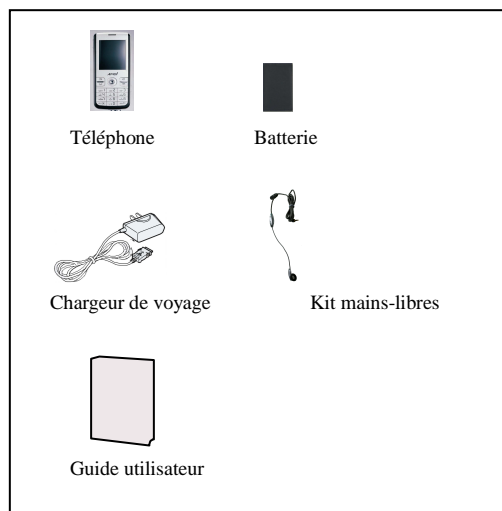 Téléphone
Batterie
Chargeur de voyage
Kit mains-libres
Guide utilisateur